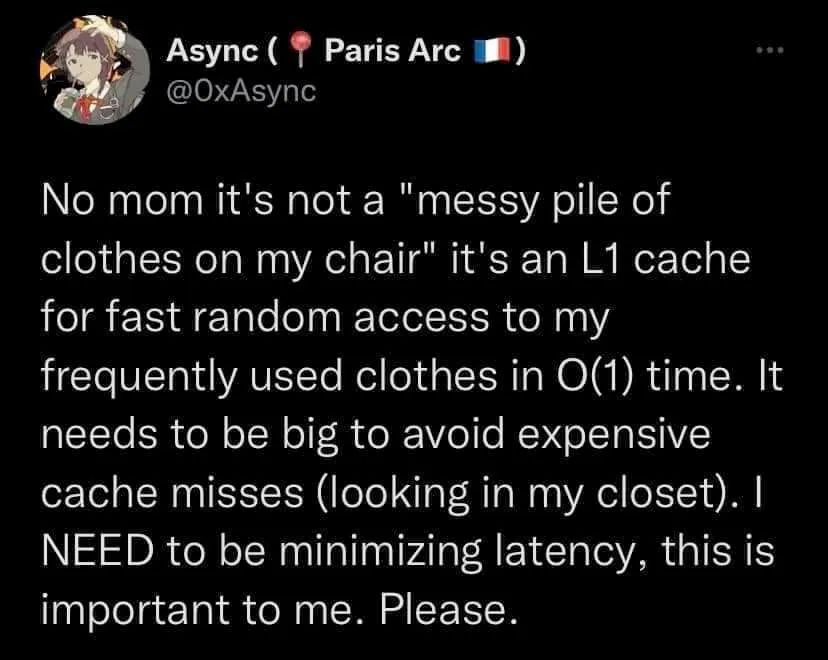 Async (📍 Paris Arc 🇫🇷)
@0xAsync
No mom it's not a "messy pile of
clothes on my chair" it's an L1 cache
for fast random access to my
frequently used clothes in O(1) time. It
needs to be big to avoid expensive
cache misses (looking in my closet). I
NEED to be minimizing latency, this is
important to me. Please.